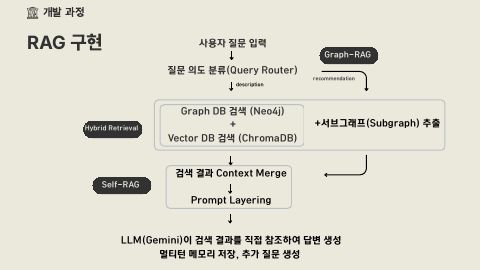 개발 과정
RAG 구현
사용자 질문 입력
Graph-RAG
질문 의도 분류(Query Router)
recommendation
description
Graph DB 검색 (Neo4j)
+
Vector DB 검색 (ChromaDB)
+서브그래프(Subgraph) 추출
Hybrid Retrieval
검색 결과 Context Merge
Self-RAG
Prompt Layering
LLM(Gemini)이 검색 결과를 직접 참조하여 답변 생성
멀티턴 메모리 저장, 추가 질문 생성